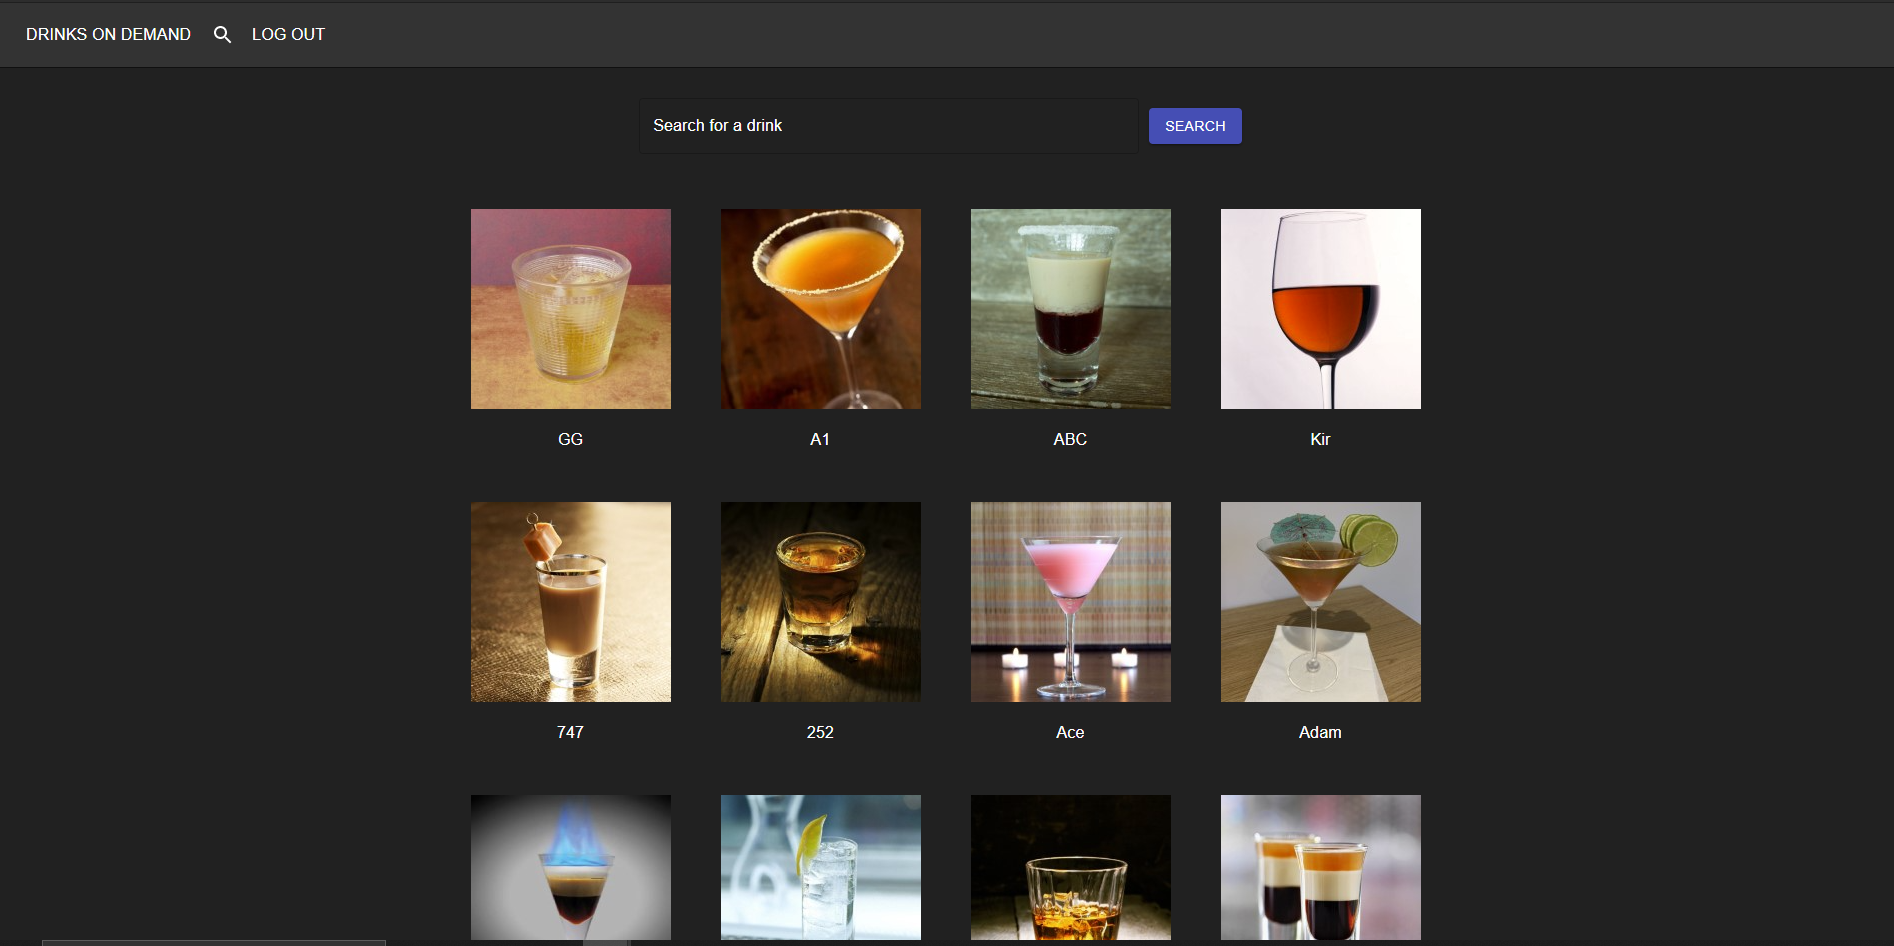 DRINKS ON DEMAND LOG OUT
Search for a drink SEARCH
GG A1 ABC Kir
747 252 Ace Adam